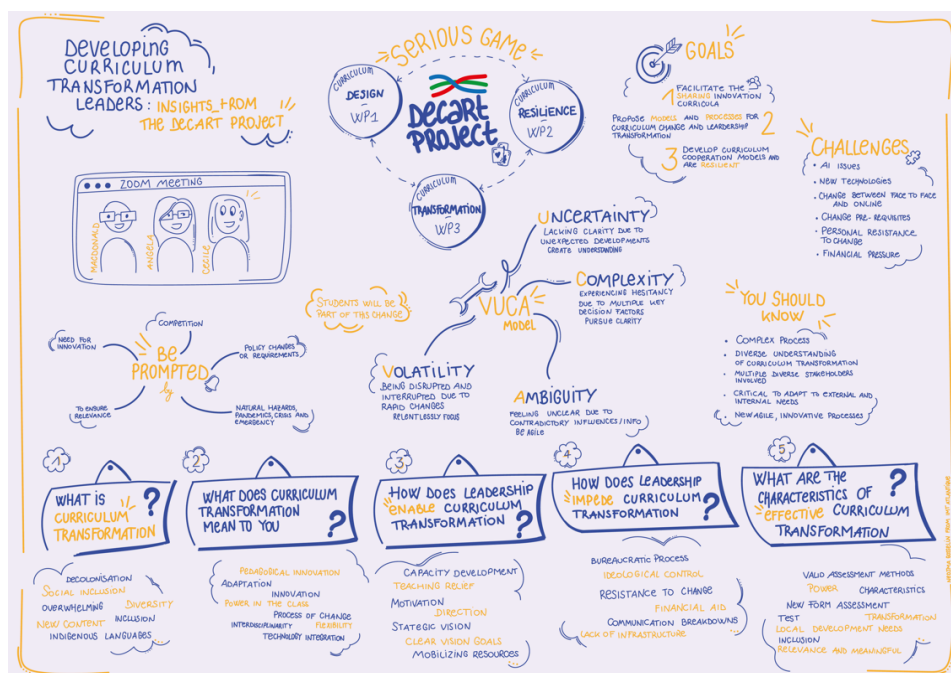 DEVELOPING
CURRICULUM
TRANSFORMATION
LEADERS: INSIGHTS FROM
THE DECART PROJECT
SERIOUS GAME
CURRICULUM
DESIGN
WP1
DECART
PROJECT
CURRICULUM
RESILIENCE
WP2
CURRICULUM
TRANSFORMATION
WP3
GOALS
1 FACILITATE THE
SHARING INNOVATION
CURRICULA
PROPOSE MODELS AND PROCESSES FOR
CURRICULUM CHANGE AND LEARDERSHIP
TRANSFORMATION
2
3 DEVELOP CURRICULUM
COOPERATION MODELS AND
ARE RESILIENT
CHALLENGES
• AI ISSUES
• NEW TECHNOLOGIES
• CHANGE BETWEEN FACE TO FACE
AND ONLINE
• CHANGE PRE-REQUISITES
• PERSONAL RESISTANCE
TO CHANGE
• FINANCIAL PRESSURE
ZOOM MEETING
MACDONALD
ANGELA
CECILE
STUDENTS WILL BE
PART OF THIS CHANGE
BE
PROMPTED
by
NEED FOR
INNOVATION
COMPETITION
POLICY CHANGES
OR REQUIREMENTS
TO ENSURE
RELEVANCE
NATURAL HAZARDS,
PANDEMICS, CRISIS AND
EMERGENCY
VUCA
MODEL
UNCERTAINTY
LACKING CLARITY DUE TO
UNEXPECTED DEVELOPMENTS
CREATE UNDERSTANDING
COMPLEXITY
EXPERIENCING HESITANCY
DUE TO MULTIPLE KEY
DECISION FACTORS
PURSUE CLARITY
VOLATILITY
BEING DISRUPTED AND
INTERRUPTED DUE TO
RAPID CHANGES
RELENTLESSLY FOCUS
AMBIGUITY
FEELING UNCLEAR DUE TO
CONTRADICTORY INFLUENCES/INFO
BE AGILE
YOU SHOULD
KNOW
• COMPLEX PROCESS
• DIVERSE UNDERSTANDING
OF CURRICULUM TRANSFORMATION
• MULTIPLE DIVERSE STAKEHOLDERS
INVOLVED
• CRITICAL TO ADAPT TO EXTERNAL AND
INTERNAL NEEDS
• NEW AGILE, INNOVATIVE PROCESSES
1
WHAT IS
CURRICULUM
TRANSFORMATION
?
DECOLONISATION
SOCIAL INCLUSION
OVERWHELMING DIVERSITY
NEW CONTENT INCLUSION
INDIGENOUS LANGUAGES ...
2
WHAT DOES CURRICULUM
TRANSFORMATION
MEAN TO YOU
?
PEDAGOGICAL INNOVATION
ADAPTATION
INNOVATION
POWER IN THE CLASS
PROCESS OF CHANGE
INTERDISCIPLINARITY FLEXIBILITY
TECHNOLOGY INTEGRATION ...
3
HOW DOES LEADERSHIP
ENABLE CURRICULUM
TRANSFORMATION
?
CAPACITY DEVELOPMENT
TEACHING RELIEF
MOTIVATION
DIRECTION
STATEGIC VISION
CLEAR VISION GOALS
MOBILIZING RESOURCES ...
4
HOW DOES LEADERSHIP
IMPEDE CURRICULUM
TRANSFORMATION
?
BUREAUCRATIC PROCESS
IDEOLOGICAL CONTROL
RESISTANCE TO CHANGE
FINANCIAL AID
COMMUNICATION BREAKDOWNS
LACK OF INFRASTRUCTURE ...
5
WHAT ARE THE
CHARACTERISTICS OF
EFFECTIVE CURRICULUM
TRANSFORMATION
?
VALID ASSESSMENT METHODS
POWER CHARACTERISTICS
NEW FORM ASSESSMENT
TEST TRANSFORMATION
LOCAL DEVELOPMENT NEEDS
INCLUSION
RELEVANCE AND MEANINGFUL ...